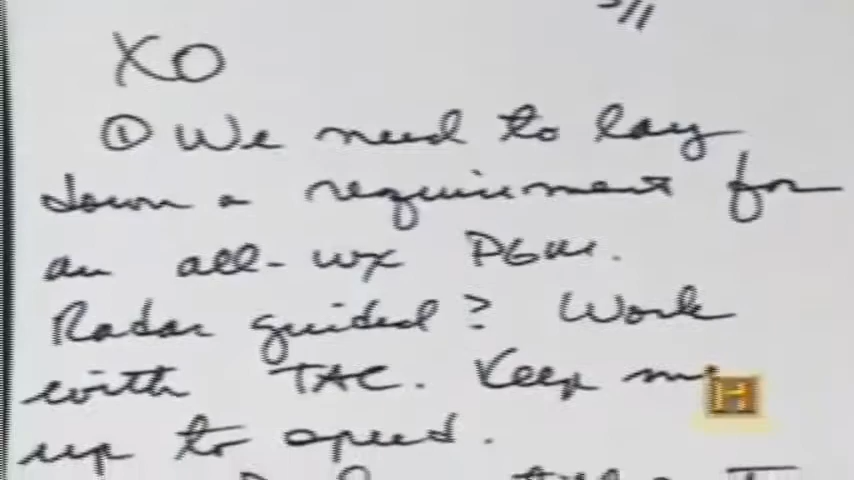 XO
① We need to lay
down a requirement for
an all-wx PGM.
Radar guided? Work
with TAC. Keep me
up to speed.